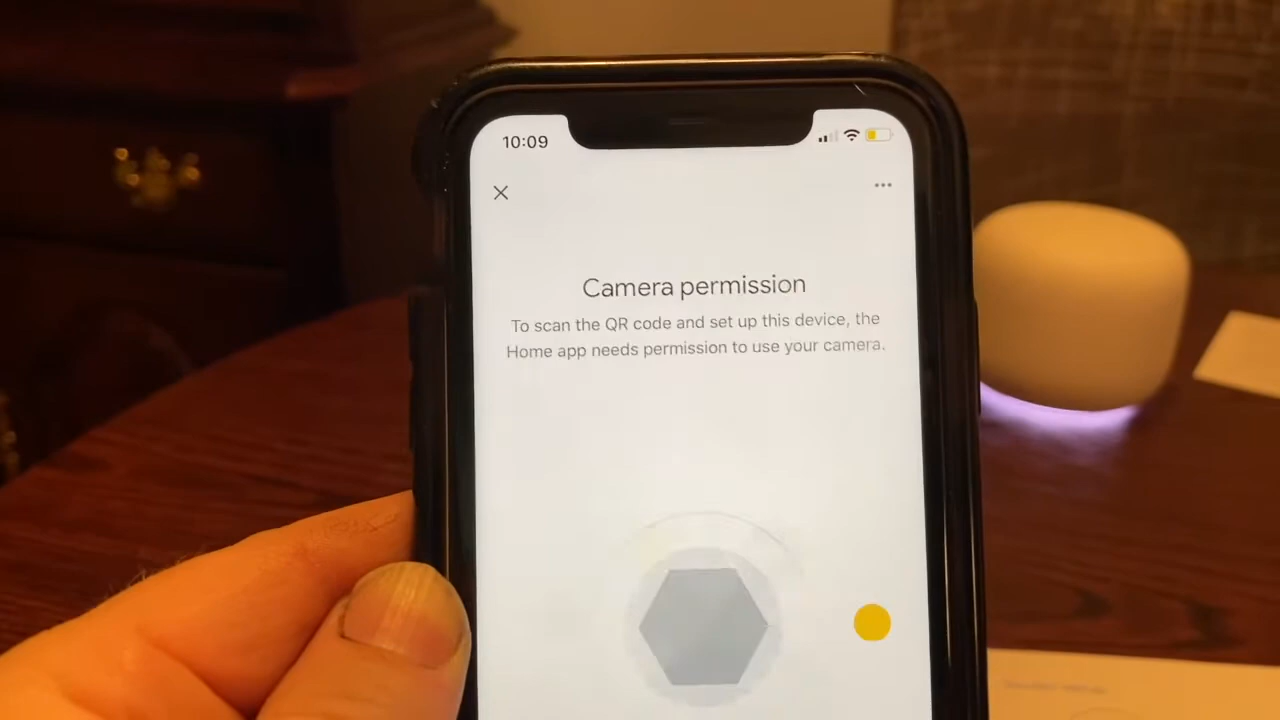 10:09
Camera permission
To scan the QR code and set up this device, the
Home app needs permission to use your camera.